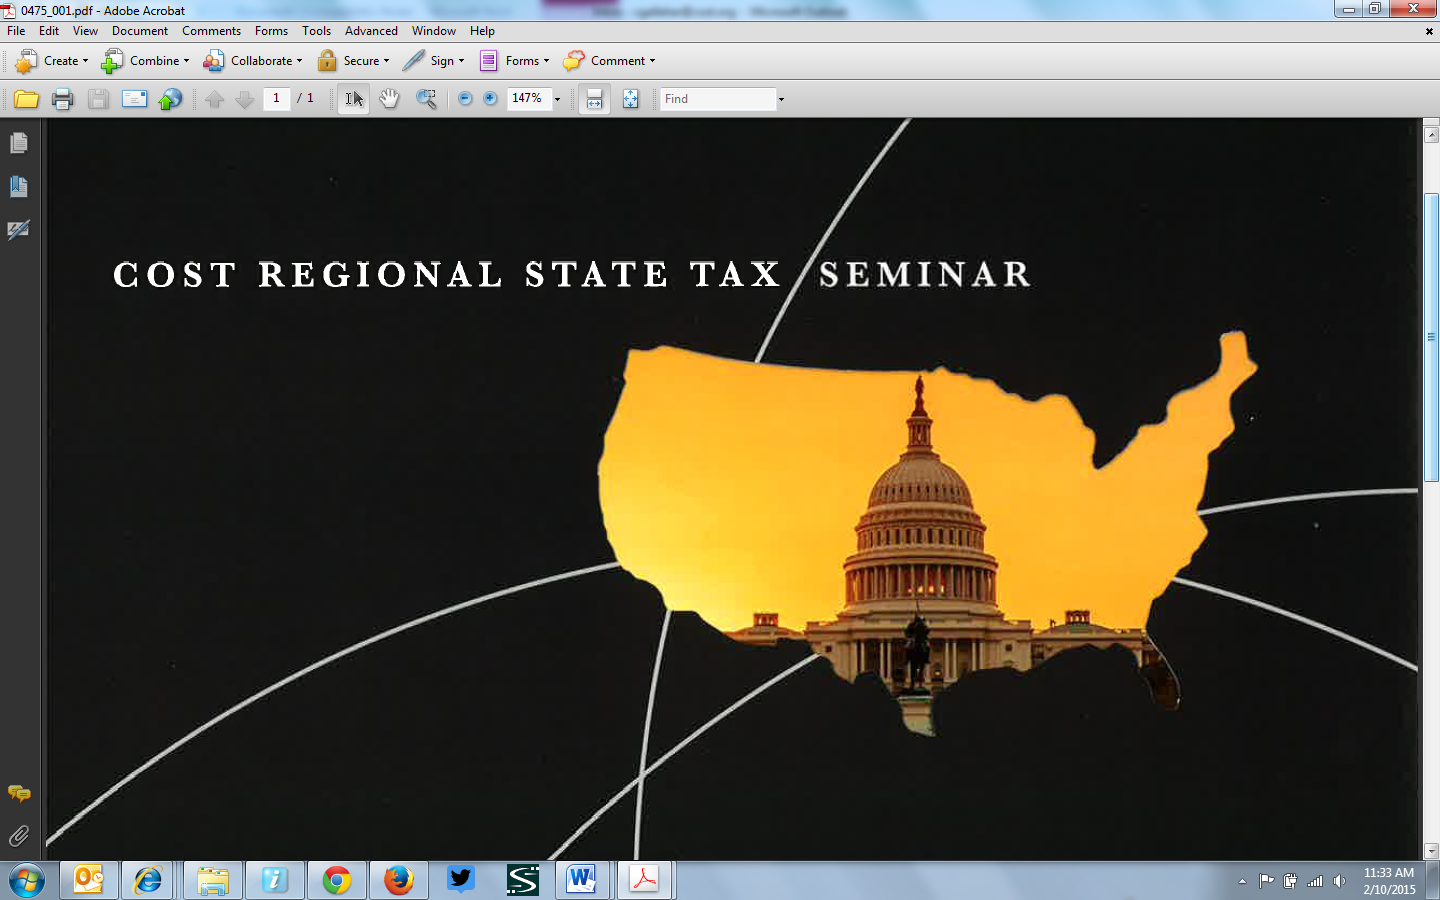 0475_001.pdf - Adobe Acrobat
File Edit View Document Comments Forms Tools Advanced Window Help
Create Combine Collaborate Secure Sign Forms Comment
1 / 1 147% Find
COST REGIONAL STATE TAX SEMINAR
11:33 AM
2/10/2015